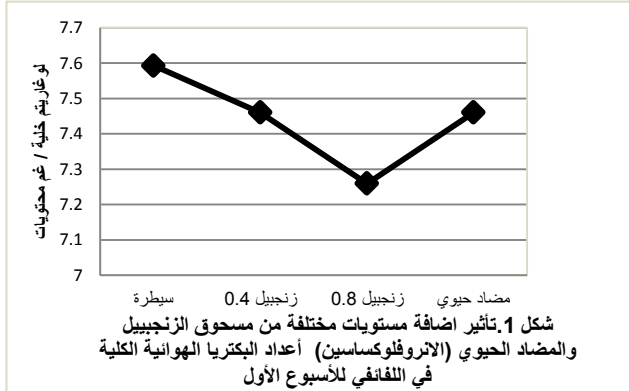 7.7
7.6
7.5
7.4
7.3
7.2
7.1
7
لوغاريتم خلية / غم محتويات
سيطرة
زنجبيل 0.4
زنجبيل 0.8
مضاد حيوي
شكل 1.تأثير اضافة مستويات مختلفة من مسحوق الزنجبييل
والمضاد الحيوي (الانروفلوكساسين) أعداد البكتريا الهوائية الكلية
في اللفائفي للأسبوع الأول